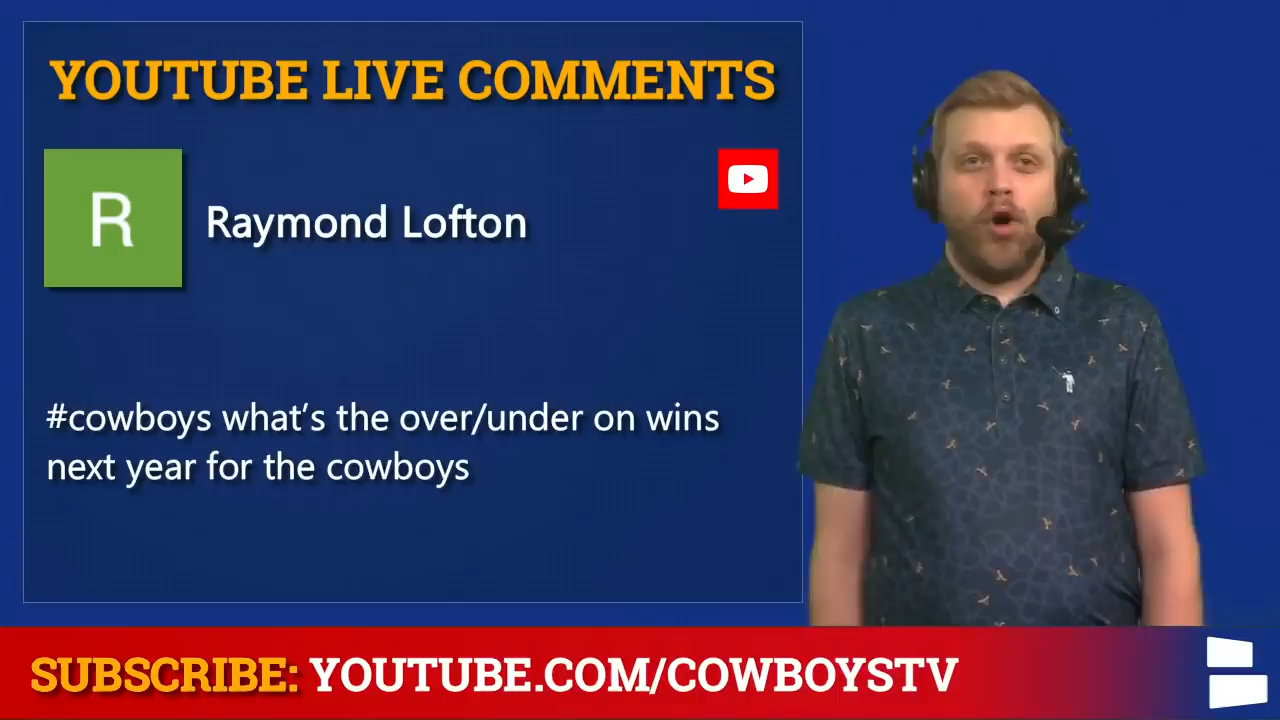 YOUTUBE LIVE COMMENTS
R
Raymond Lofton
#cowboys what's the over/under on wins
next year for the cowboys
SUBSCRIBE: YOUTUBE.COM/COWBOYSTV